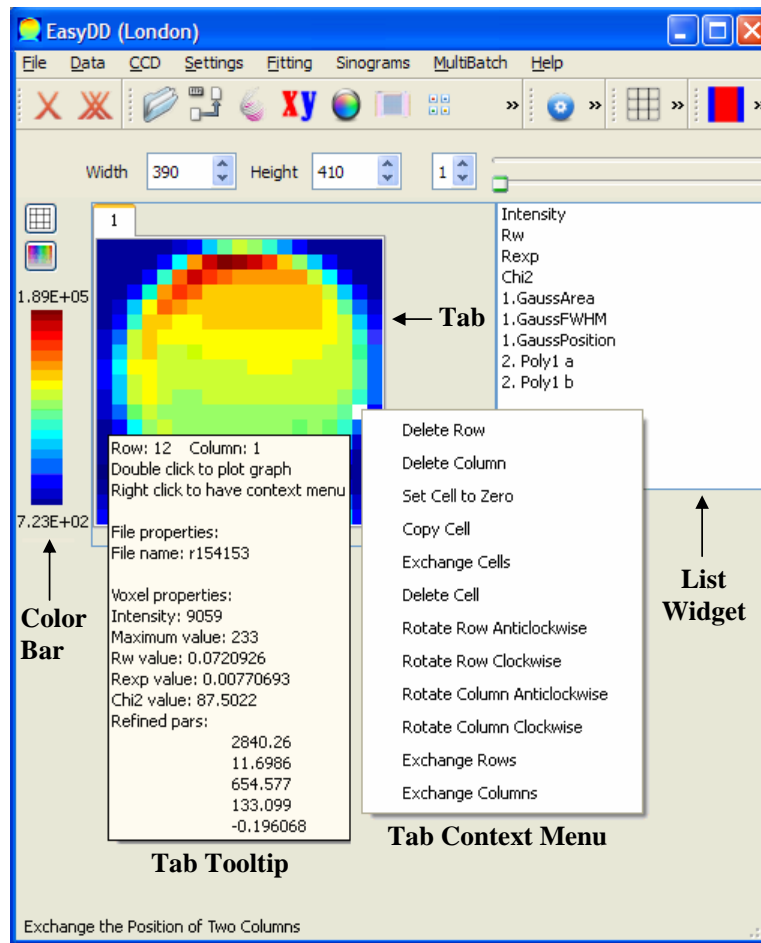 EasyDD (London)
File Data CCD Settings Fitting Sinograms MultiBatch Help
xy » » » »
Width 390 Height 410 1
1
1.89E+05
7.23E+02
Color
Bar
Tab
Intensity
Rw
Rexp
Chi2
1.GaussArea
1.GaussFWHM
1.GaussPosition
2. Poly1 a
2. Poly1 b
List
Widget
Row: 12 Column: 1
Double click to plot graph
Right click to have context menu
File properties:
File name: r154153
Voxel properties:
Intensity: 9059
Maximum value: 233
Rw value: 0.0720926
Rexp value: 0.00770693
Chi2 value: 87.5022
Refined pars:
2840.26
11.6986
654.577
133.099
-0.196068
Tab Tooltip
Delete Row
Delete Column
Set Cell to Zero
Copy Cell
Exchange Cells
Delete Cell
Rotate Row Anticlockwise
Rotate Row Clockwise
Rotate Column Anticlockwise
Rotate Column Clockwise
Exchange Rows
Exchange Columns
Tab Context Menu
Exchange the Position of Two Columns